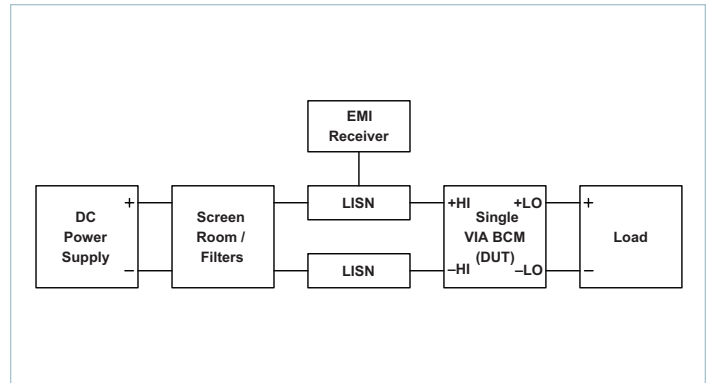 EMI
Receiver
DC
Power
Supply
+
–
Screen
Room /
Filters
LISN
LISN
+HI
–HI
Single
VIA BCM
(DUT)
+LO
–LO
+
–
Load